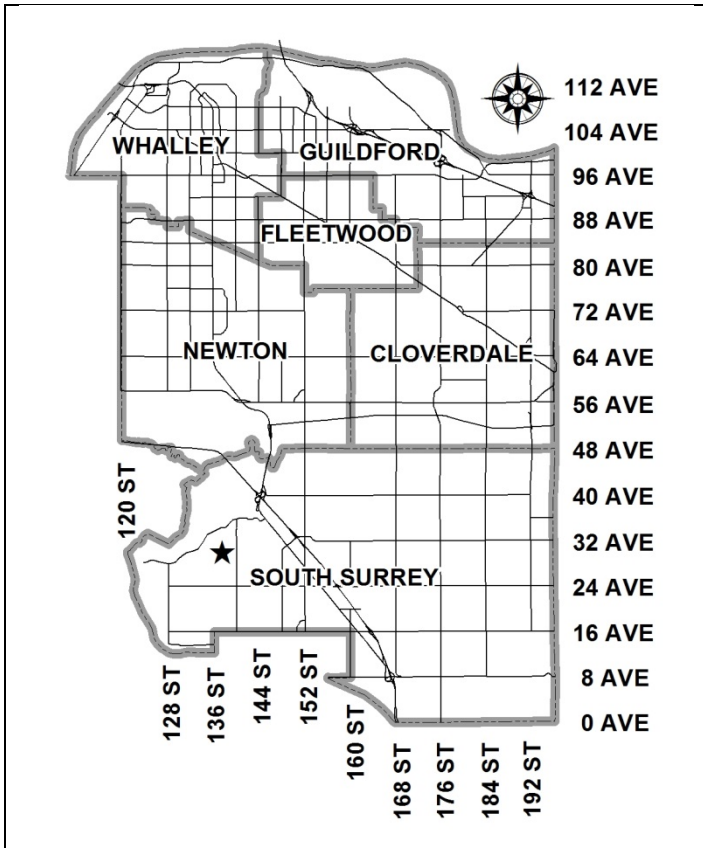 112 AVE
104 AVE
WHALLEY
GUILDFORD
96 AVE
88 AVE
FLEETWOOD
80 AVE
72 AVE
NEWTON
CLOVERDALE
64 AVE
56 AVE
48 AVE
120 ST
40 AVE
32 AVE
SOUTH SURREY
24 AVE
16 AVE
128 ST
136 ST
144 ST
152 ST
160 ST
8 AVE
0 AVE
168 ST
176 ST
184 ST
192 ST